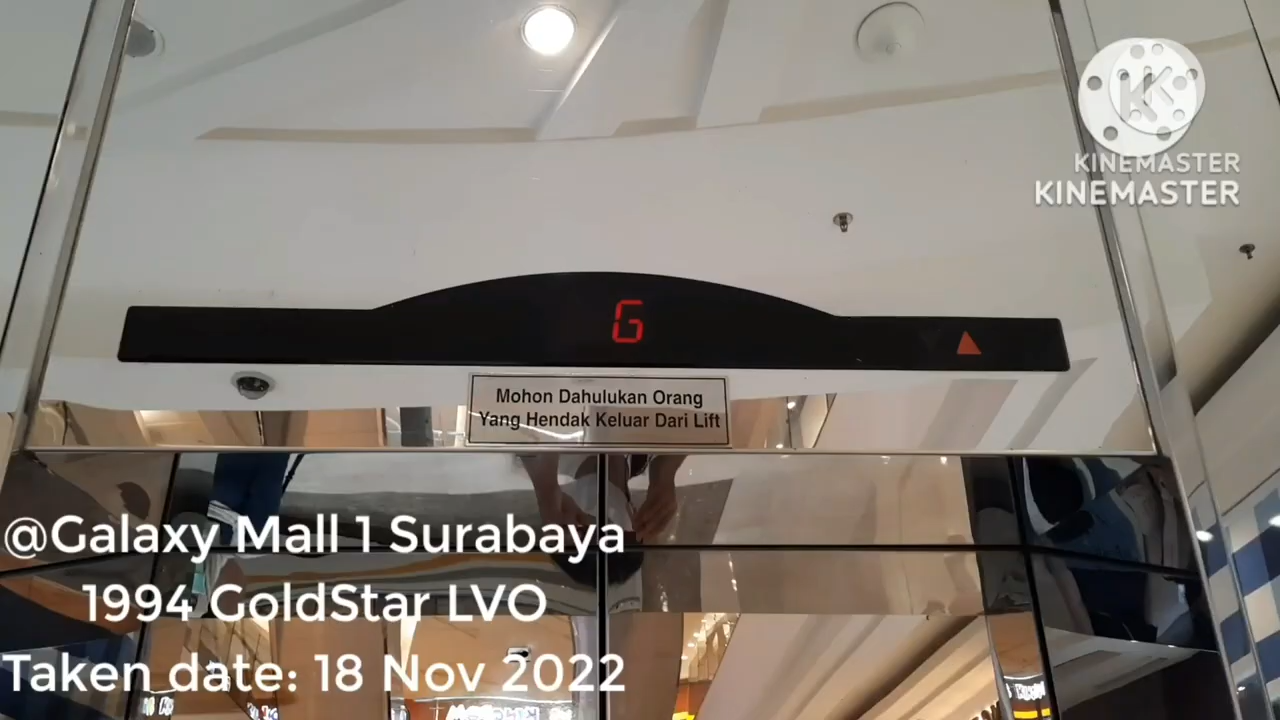 KINEMASTER
KINEMASTER
G
Mohon Dahulukan Orang
Yang Hendak Keluar Dari Lift
@Galaxy Mall 1 Surabaya
1994 GoldStar LVO
Taken date: 18 Nov 2022